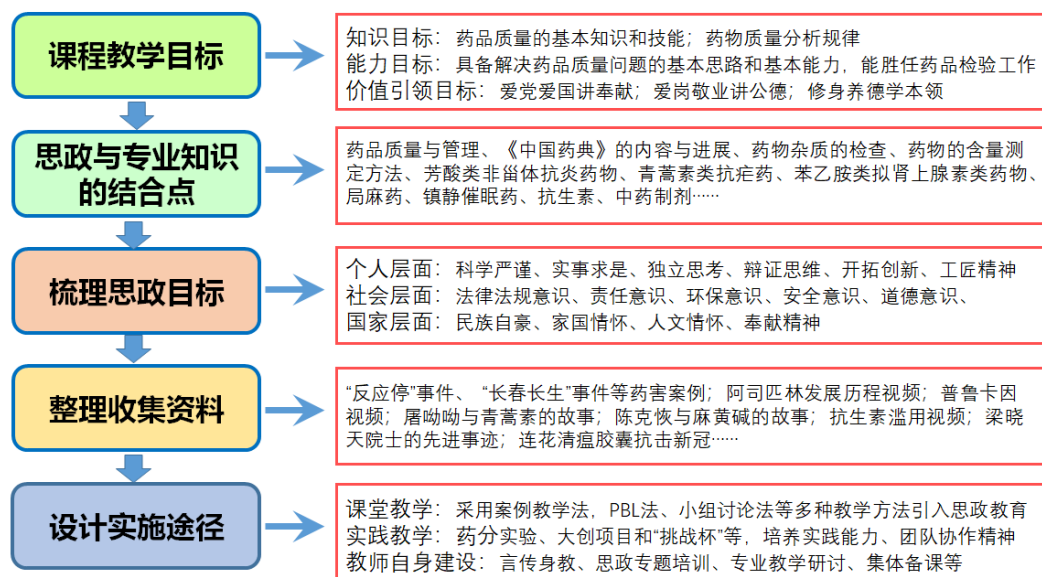 课程教学目标
知识目标：药品质量的基本知识和技能；药物质量分析规律
能力目标：具备解决药品质量问题的基本思路和基本能力，能胜任药品检验工作
价值引领目标：爱党爱国讲奉献；爱岗敬业讲公德；修身养德学本领
思政与专业知识
的结合点
药品质量与管理、《中国药典》的内容与进展、药物杂质的检查、药物的含量测
定方法、芳酸类非甾体抗炎药物、青蒿素类抗疟药、苯乙胺类拟肾上腺素类药物、
局麻药、镇静催眠药、抗生素、中药制剂……
梳理思政目标
个人层面：科学严谨、实事求是、独立思考、辩证思维、开拓创新、工匠精神
社会层面：法律法规意识、责任意识、环保意识、安全意识、道德意识、
国家层面：民族自豪、家国情怀、人文情怀、奉献精神
整理收集资料
“反应停”事件、 “长春长生”事件等药害案例；阿司匹林发展历程视频；普鲁卡因
视频；屠呦呦与青蒿素的故事；陈克恢与麻黄碱的故事；抗生素滥用视频；梁晓
天院士的先进事迹；连花清瘟胶囊抗击新冠……
设计实施途径
课堂教学：采用案例教学法，PBL法、小组讨论法等多种教学方法引入思政教育
实践教学：药分实验、大创项目和“挑战杯”等，培养实践能力、团队协作精神
教师自身建设：言传身教、思政专题培训、专业教学研讨、集体备课等